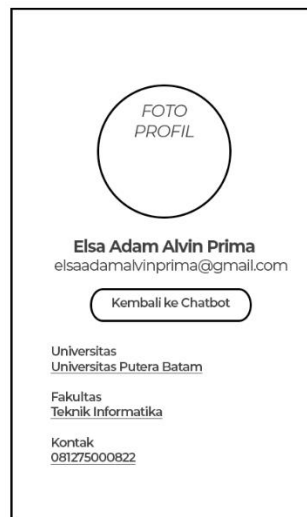 FOTO
PROFIL
Elsa Adam Alvin Prima
elsaadamalvinprima@gmail.com
Kembali ke Chatbot
Universitas
Universitas Putera Batam
Fakultas
Teknik Informatika
Kontak
081275000822